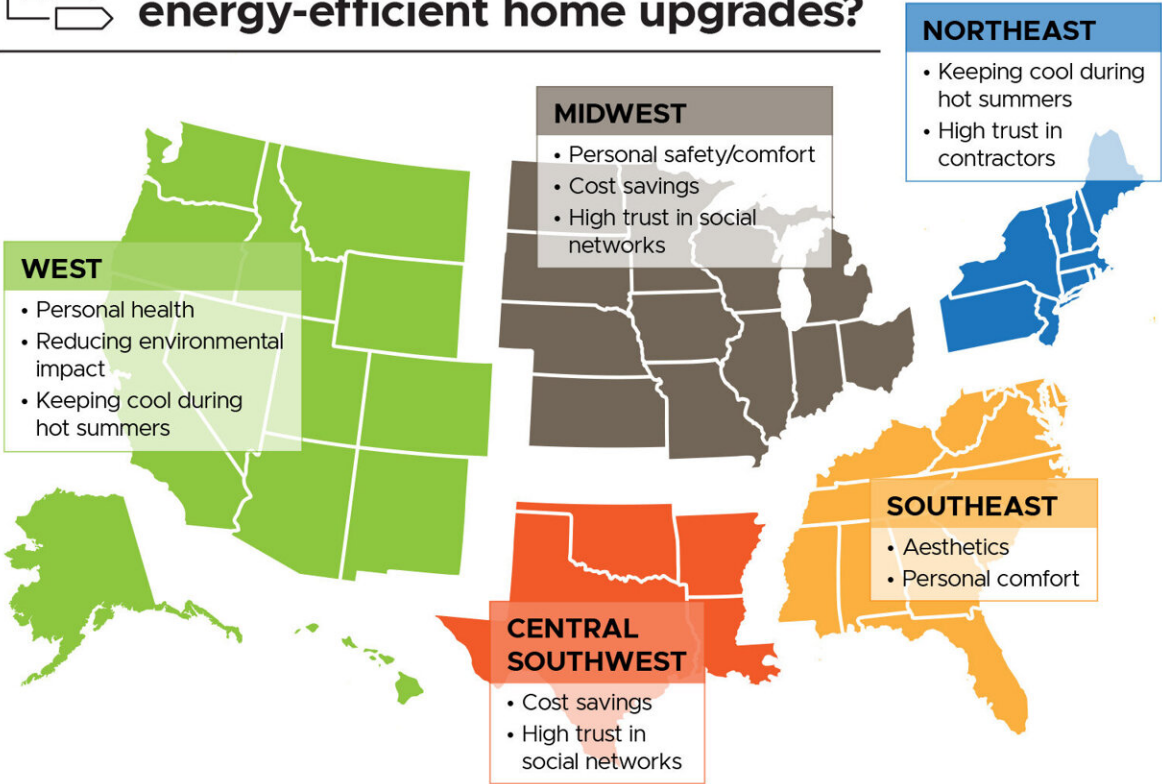 energy-efficient home upgrades?
NORTHEAST
• Keeping cool during
hot summers
• High trust in
contractors
MIDWEST
• Personal safety/comfort
• Cost savings
• High trust in social
networks
WEST
• Personal health
• Reducing environmental
impact
• Keeping cool during
hot summers
SOUTHEAST
• Aesthetics
• Personal comfort
CENTRAL
SOUTHWEST
• Cost savings
• High trust in
social networks